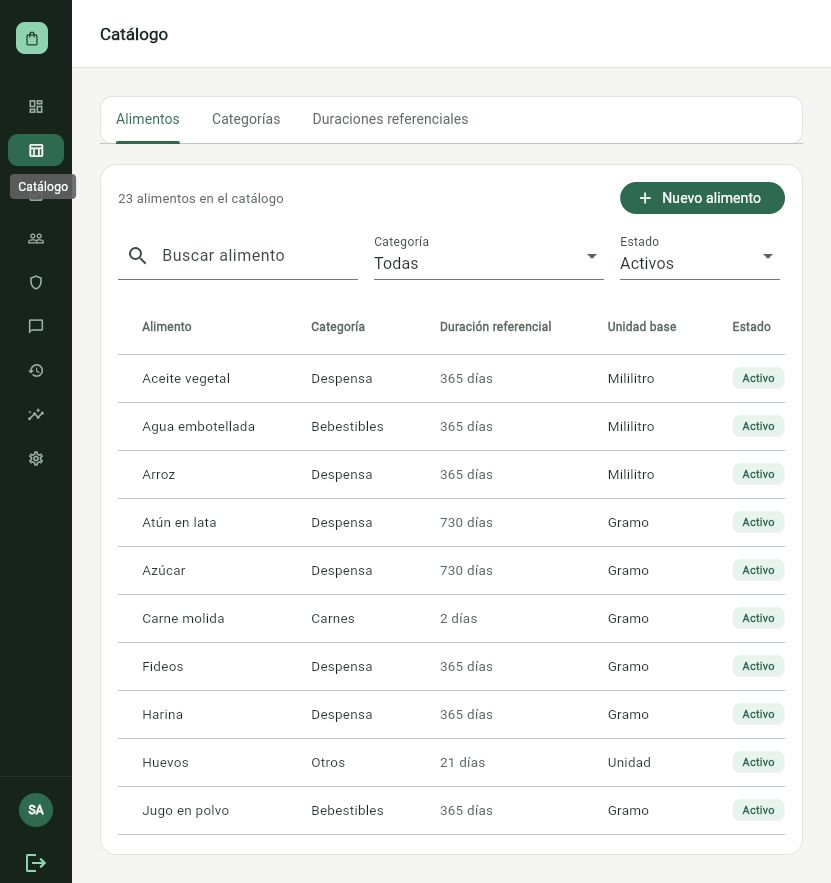 Catálogo
Alimentos Categorías Duraciones referenciales
Catálogo
23 alimentos en el catálogo
+ Nuevo alimento
Buscar alimento
Categoría
Todas
Estado
Activos
Alimento Categoría Duración referencial Unidad base Estado
Aceite vegetal Despensa 365 días Mililitro Activo
Agua embotellada Bebestibles 365 días Mililitro Activo
Arroz Despensa 365 días Mililitro Activo
Atún en lata Despensa 730 días Gramo Activo
Azúcar Despensa 730 días Gramo Activo
Carne molida Carnes 2 días Gramo Activo
Fideos Despensa 365 días Gramo Activo
Harina Despensa 365 días Gramo Activo
Huevos Otros 21 días Unidad Activo
Jugo en polvo Bebestibles 365 días Gramo Activo
SA